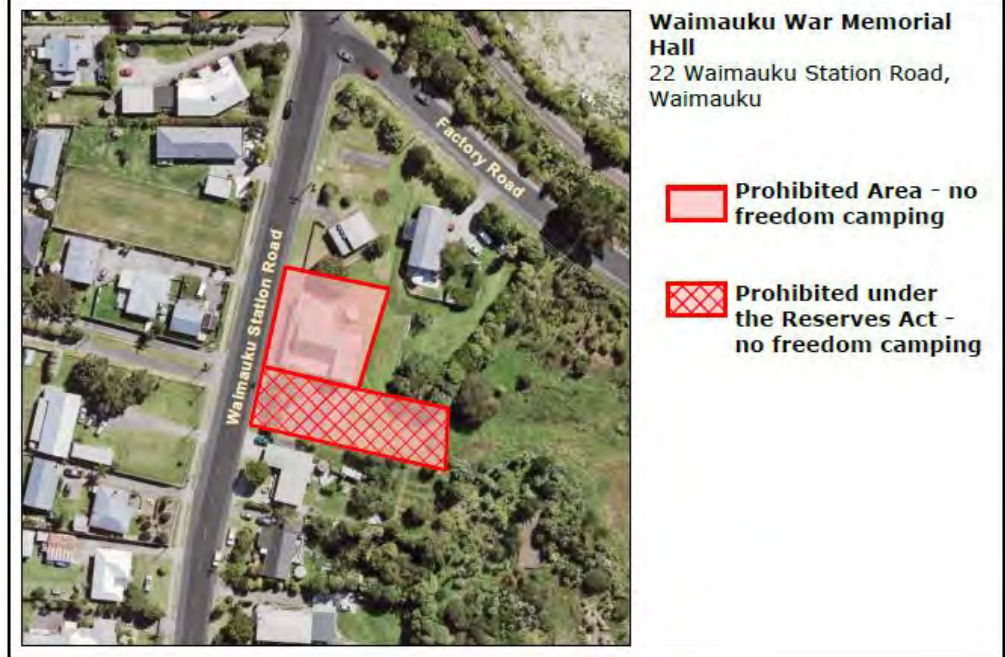 Waimauku War Memorial
Hall
22 Waimauku Station Road,
Waimauku
Prohibited Area - no
freedom camping
Prohibited under
the Reserves Act -
no freedom camping
Factory Road
Waimauku Station Road